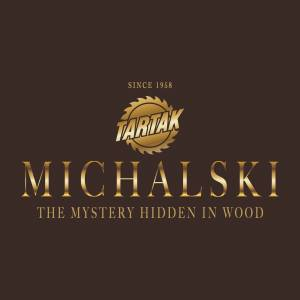 SINCE 1958
TARTAK
MICHALSKI
THE MYSTERY HIDDEN IN WOOD